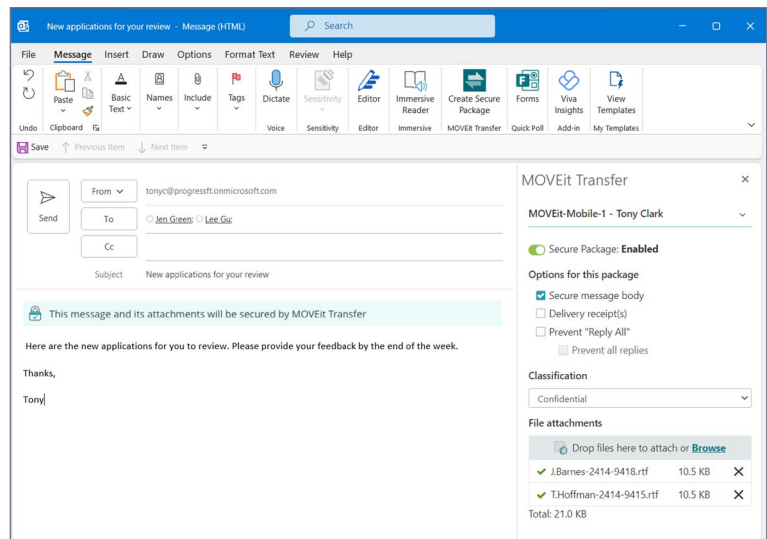 New applications for your review - Message (HTML)
Search
File Message Insert Draw Options Format Text Review Help
Paste
Basic Text
Names
Include
Tags
Dictate
Sensitivity
Editor
Immersive Reader
Create Secure Package
Forms
Viva Insights
View Templates
Undo Clipboard Voice Sensitivity Editor Immersive MOVEit Transfer Quick Poll Add-in My Templates
Save Previous Item Next Item
Send
From tonyc@progressft.onmicrosoft.com
To Jen Green; Lee Gu;
Cc
Subject New applications for your review
This message and its attachments will be secured by MOVEit Transfer
Here are the new applications for you to review. Please provide your feedback by the end of the week.
Thanks,
Tony
MOVEit Transfer
MOVEit-Mobile-1 - Tony Clark
Secure Package: Enabled
Options for this package
Secure message body
Delivery receipt(s)
Prevent "Reply All"
Prevent all replies
Classification
Confidential
File attachments
Drop files here to attach or Browse
J.Barnes-2414-9418.rtf 10.5 KB
T.Hoffman-2414-9415.rtf 10.5 KB
Total: 21.0 KB